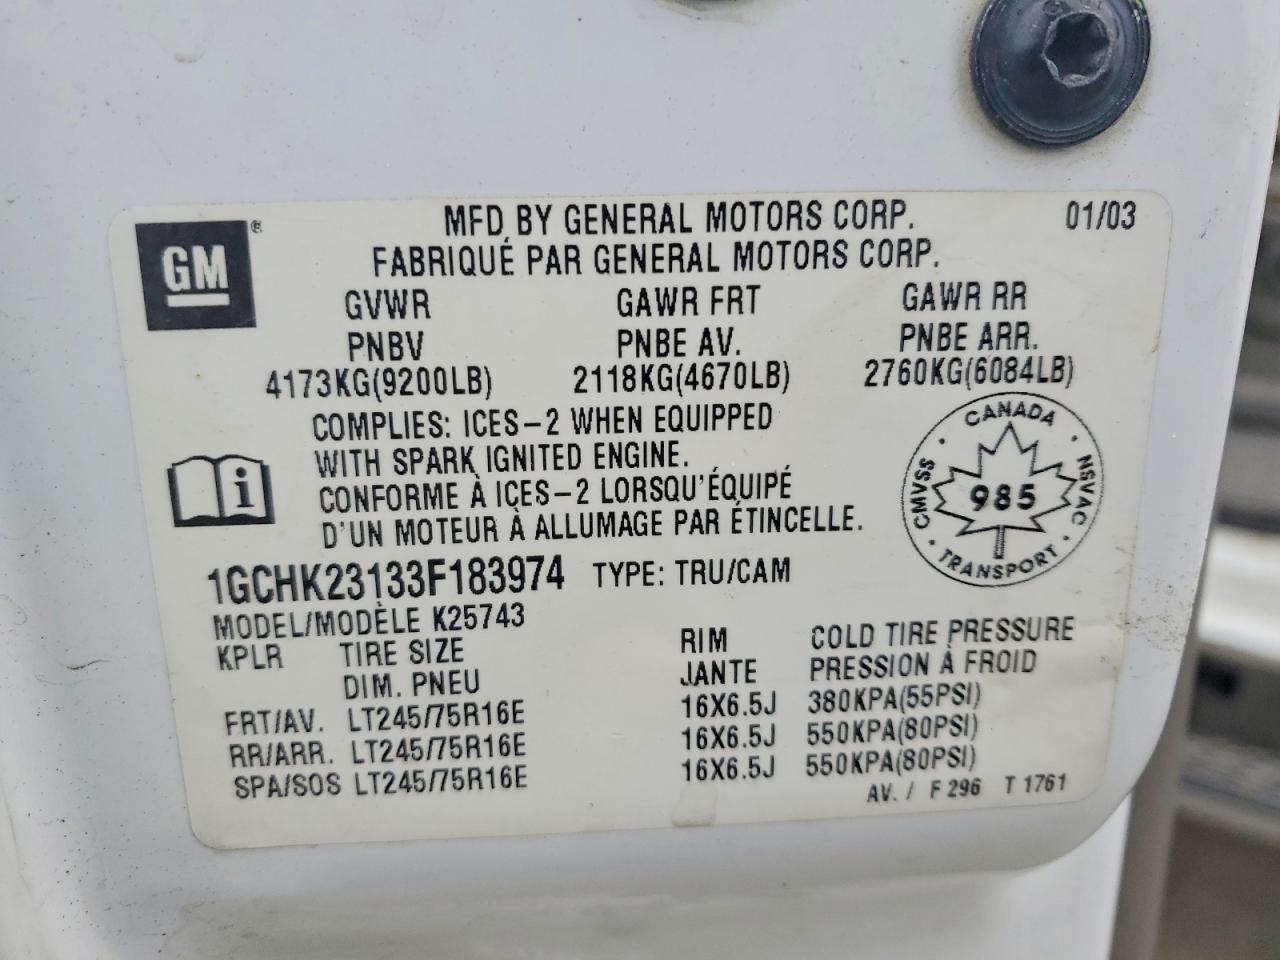 GM ®
MFD BY GENERAL MOTORS CORP. 01/03
FABRIQUÉ PAR GENERAL MOTORS CORP.
GVWR GAWR FRT GAWR RR
PNBV PNBE AV. PNBE ARR.
4173KG(9200LB) 2118KG(4670LB) 2760KG(6084LB)
COMPLIES: ICES-2 WHEN EQUIPPED
WITH SPARK IGNITED ENGINE.
CONFORME À ICES-2 LORSQU'ÉQUIPÉ
D'UN MOTEUR À ALLUMAGE PAR ÉTINCELLE.
i
CANADA
CMVSS 985 NSVAC
TRANSPORT
1GCHK23133F183974 TYPE: TRU/CAM
MODEL/MODÈLE K25743
KPLR TIRE SIZE RIM COLD TIRE PRESSURE
DIM. PNEU JANTE PRESSION À FROID
FRT/AV. LT245/75R16E 16X6.5J 380KPA(55PSI)
RR/ARR. LT245/75R16E 16X6.5J 550KPA(80PSI)
SPA/SOS LT245/75R16E 16X6.5J 550KPA(80PSI)
AV. / F 296 T 1761